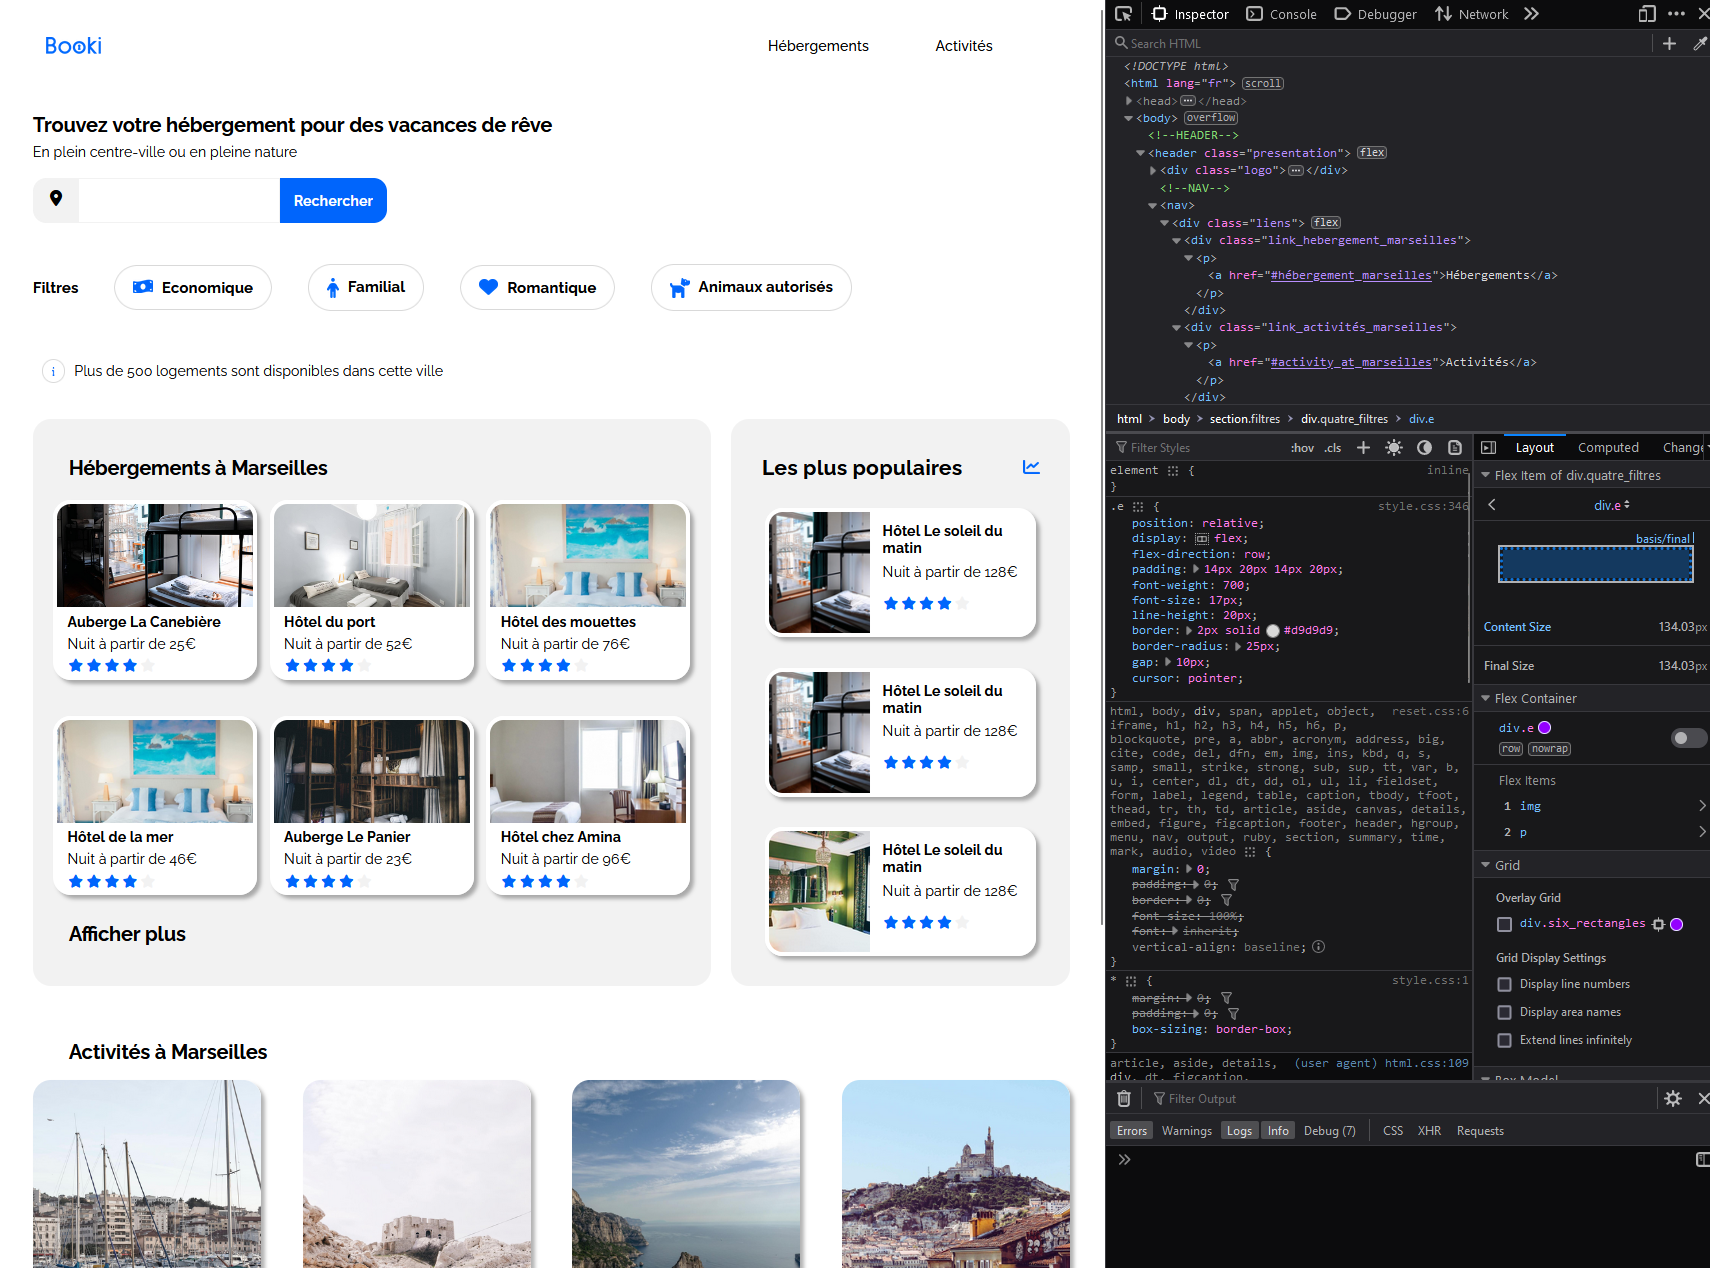 Booki
Hébergements
Activités
Trouvez votre hébergement pour des vacances de rêve
En plein centre-ville ou en pleine nature
Rechercher
Filtres
Economique
Familial
Romantique
Animaux autorisés
i
Plus de 500 logements sont disponibles dans cette ville
Hébergements à Marseilles
Auberge La Canebière
Nuit à partir de 25€
Hôtel du port
Nuit à partir de 52€
Hôtel des mouettes
Nuit à partir de 76€
Hôtel de la mer
Nuit à partir de 46€
Auberge Le Panier
Nuit à partir de 23€
Hôtel chez Amina
Nuit à partir de 96€
Afficher plus
Les plus populaires
Hôtel Le soleil du
matin
Nuit à partir de 128€
Hôtel Le soleil du
matin
Nuit à partir de 128€
Hôtel Le soleil du
matin
Nuit à partir de 128€
Activités à Marseilles
Inspector
Console
Debugger
Network
Search HTML
<!DOCTYPE html>
<html lang="fr"> scroll
<head> </head>
<body> overflow
<!--HEADER-->
<header class="presentation"> flex
<div class="logo"> </div>
<!--NAV-->
<nav>
<div class="liens"> flex
<div class="link_hebergement_marseilles">
<p>
<a href="#hébergement_marseilles">Hébergements</a>
</p>
</div>
<div class="link_activités_marseilles">
<p>
<a href="#activity_at_marseilles">Activités</a>
</p>
</div>
html > body > section.filtres > div.quatre_filtres > div.e
Filter Styles
:hov .cls
element { inline
}
.e { style.css:346
position: relative;
display: flex;
flex-direction: row;
padding: 14px 20px 14px 20px;
font-weight: 700;
font-size: 17px;
line-height: 20px;
border: 2px solid #d9d9d9;
border-radius: 25px;
gap: 10px;
cursor: pointer;
}
html, body, div, span, applet, object, reset.css:6
iframe, h1, h2, h3, h4, h5, h6, p,
blockquote, pre, a, abbr, acronym, address, big,
cite, code, del, dfn, em, img, ins, kbd, q, s,
samp, small, strike, strong, sub, sup, tt, var, b,
u, i, center, dl, dt, dd, ol, ul, li, fieldset,
form, label, legend, table, caption, tbody, tfoot,
thead, tr, th, td, article, aside, canvas, details,
embed, figure, figcaption, footer, header, hgroup,
menu, nav, output, ruby, section, summary, time,
mark, audio, video {
margin: 0;
padding: 0;
border: 0;
font-size: 100%;
font: inherit;
vertical-align: baseline;
}
* { style.css:1
margin: 0;
padding: 0;
box-sizing: border-box;
}
article, aside, details, (user agent) html.css:109
div, dt, figcaption,
Layout
Computed
Change
Flex Item of div.quatre_filtres
div.e
basis/final
Content Size 134.03px
Final Size 134.03px
Flex Container
div.e
row nowrap
Flex Items
1 img
2 p
Grid
Overlay Grid
div.six_rectangles
Grid Display Settings
Display line numbers
Display area names
Extend lines infinitely
Box Model
Filter Output
Errors
Warnings
Logs
Info
Debug (7)
CSS
XHR
Requests